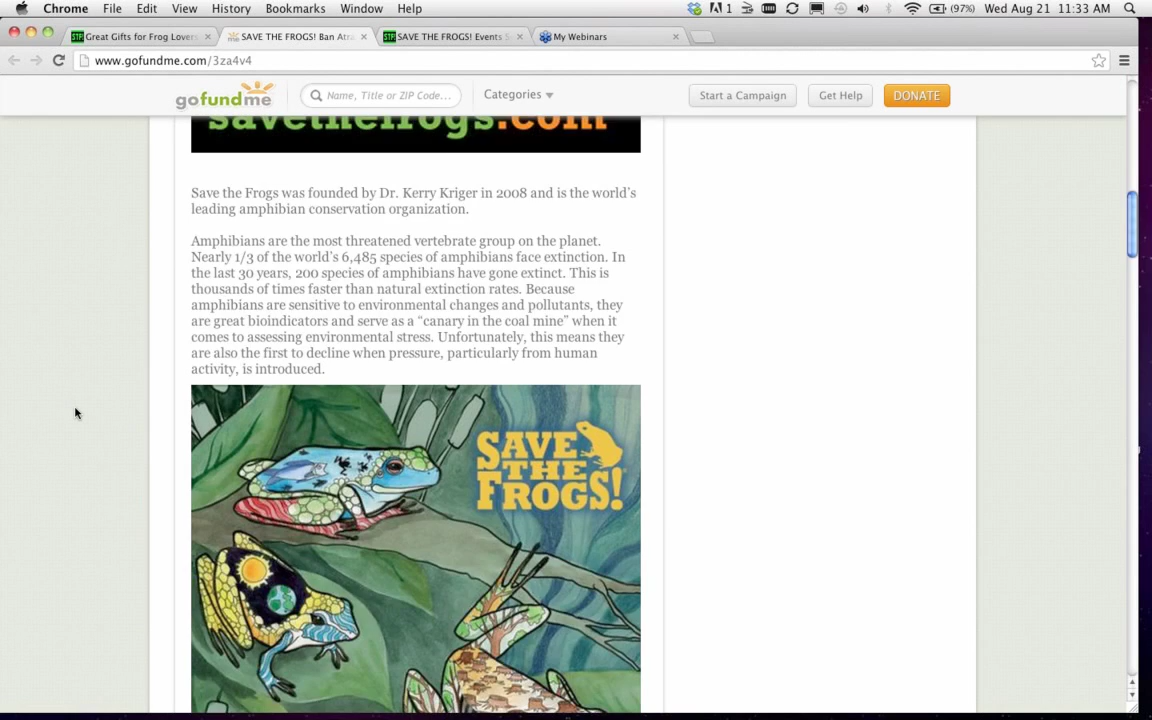 Chrome File Edit View History Bookmarks Window Help 1 (97%) Wed Aug 21 11:33 AM
Great Gifts for Frog Lovers SAVE THE FROGS! Ban Atra SAVE THE FROGS! Events S My Webinars
www.gofundme.com/3za4v4
gofundme Name, Title or ZIP Code... Categories Start a Campaign Get Help DONATE
savethefrogs.com
Save the Frogs was founded by Dr. Kerry Kriger in 2008 and is the world's
leading amphibian conservation organization.
Amphibians are the most threatened vertebrate group on the planet.
Nearly 1/3 of the world's 6,485 species of amphibians face extinction. In
the last 30 years, 200 species of amphibians have gone extinct. This is
thousands of times faster than natural extinction rates. Because
amphibians are sensitive to environmental changes and pollutants, they
are great bioindicators and serve as a “canary in the coal mine” when it
comes to assessing environmental stress. Unfortunately, this means they
are also the first to decline when pressure, particularly from human
activity, is introduced.
SAVE
THE
FROGS!